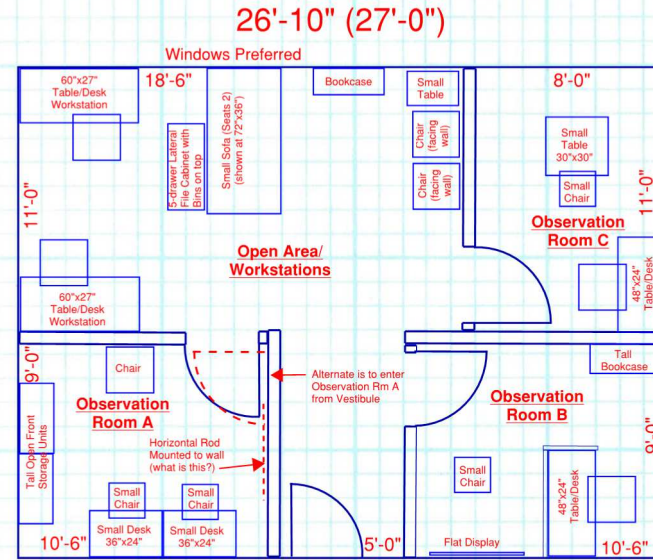 26'-10" (27'-0")
Windows Preferred
60"x27"
Table/Desk
Workstation
18'-6"
5-drawer Lateral
File Cabinet with
Bins on top
Small Sofa (Seats 2)
(shown at 72"x36")
Bookcase
Small
Table
Chair
(facing
wall)
Chair
(facing
wall)
8'-0"
Small
Table
30"x30"
Small
Chair
11'-0"
11'-0"
Observation
Room C
48"x24"
Table/Desk
Open Area/
Workstations
60"x27"
Table/Desk
Workstation
9'-0"
Chair
Observation
Room A
Tall Open Front
Storage Units
Alternate is to enter
Observation Rm A
from Vestibule
Horizontal Rod
Mounted to wall
(what is this?)
Small
Chair
Small
Chair
Small Desk
36"x24"
Small Desk
36"x24"
10'-6"
5'-0"
Tall
Bookcase
Observation
Room B
9'-0"
Small
Chair
48"x24"
Table/Desk
Flat Display
10'-6"